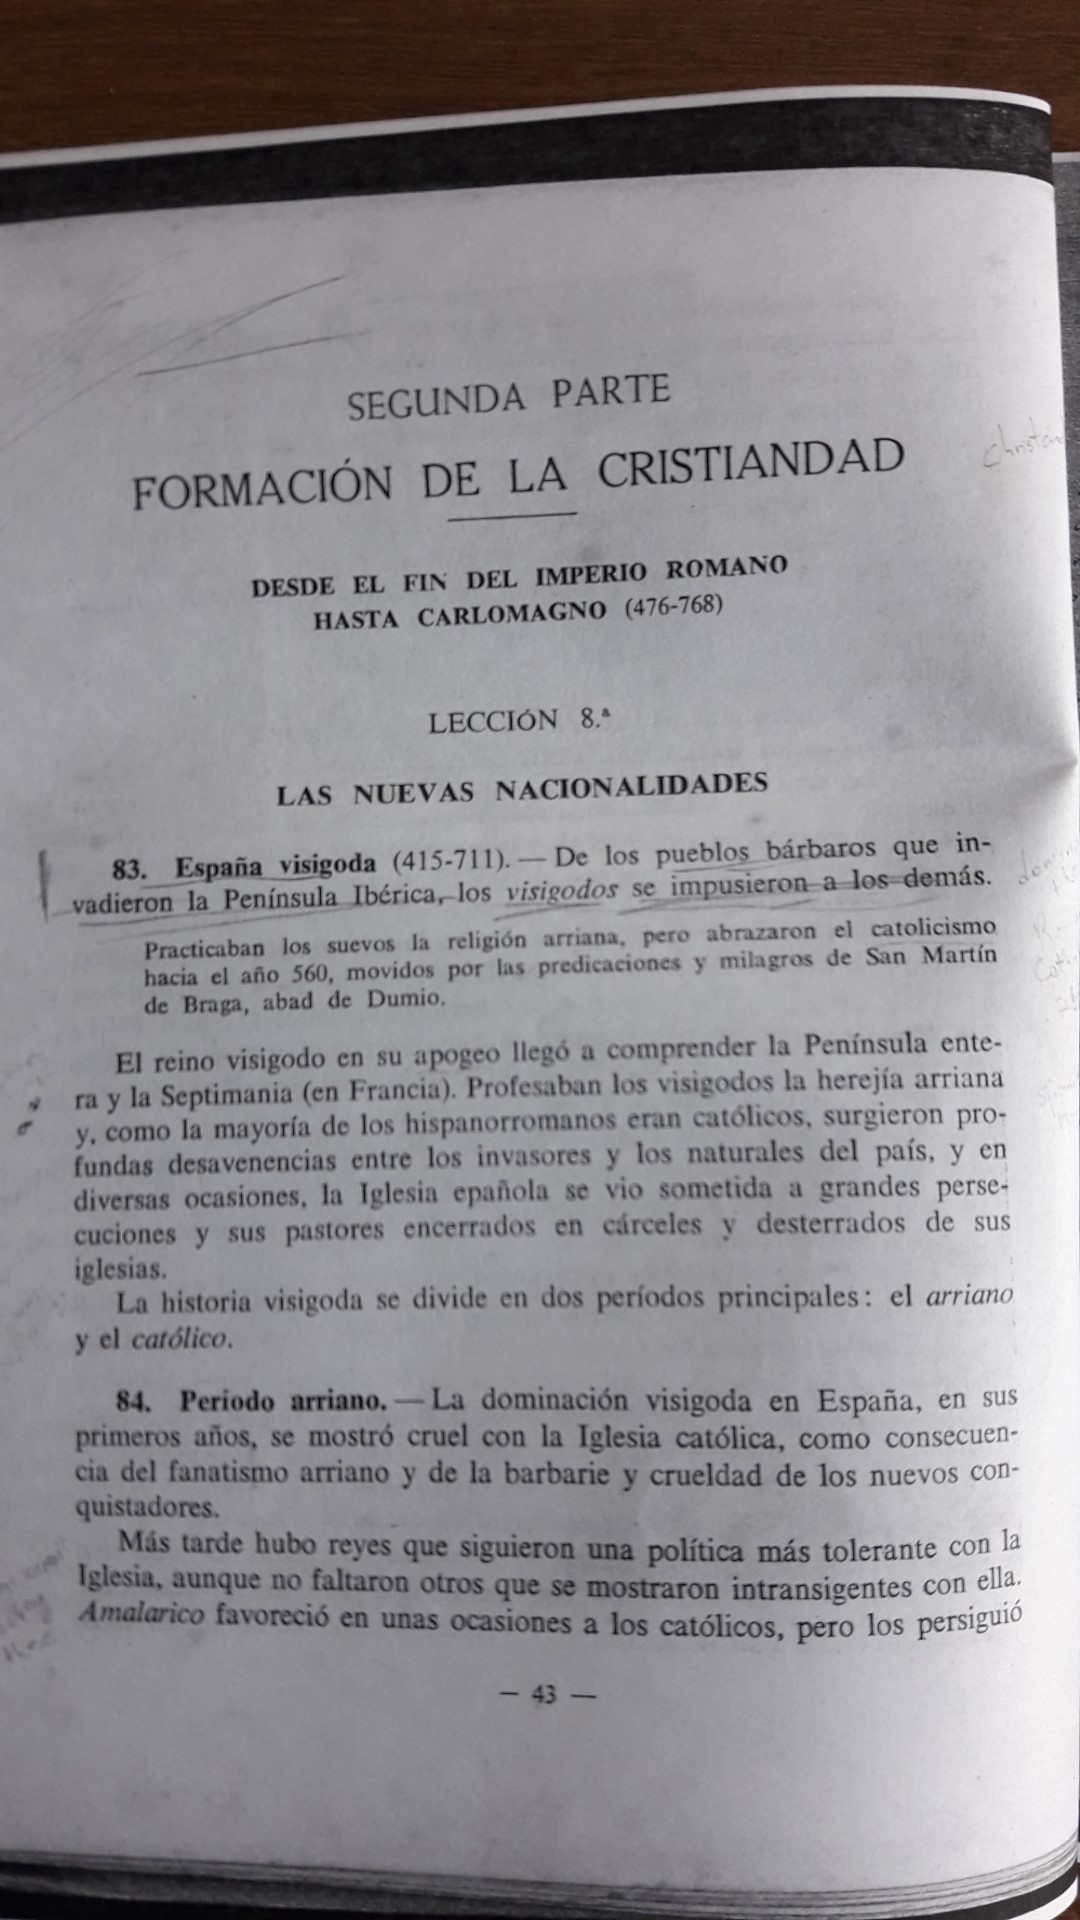 SEGUNDA PARTE
FORMACIÓN DE LA CRISTIANDAD
DESDE EL FIN DEL IMPERIO ROMANO
HASTA CARLOMAGNO (476-768)
LECCIÓN 8.ª
LAS NUEVAS NACIONALIDADES
83. España visigoda (415-711). — De los pueblos bárbaros que in-
vadieron la Península Ibérica, los visigodos se impusieron a los demás.
Practicaban los suevos la religión arriana, pero abrazaron el catolicismo
hacia el año 560, movidos por las predicaciones y milagros de San Martín
de Braga, abad de Dumio.
El reino visigodo en su apogeo llegó a comprender la Península ente-
ra y la Septimania (en Francia). Profesaban los visigodos la herejía arriana
y, como la mayoría de los hispanorromanos eran católicos, surgieron pro-
fundas desavenencias entre los invasores y los naturales del país, y en
diversas ocasiones, la Iglesia epañola se vio sometida a grandes perse-
cuciones y sus pastores encerrados en cárceles y desterrados de sus
iglesias.
La historia visigoda se divide en dos períodos principales: el arriano
y el católico.
84. Período arriano. — La dominación visigoda en España, en sus
primeros años, se mostró cruel con la Iglesia católica, como consecuen-
cia del fanatismo arriano y de la barbarie y crueldad de los nuevos con-
quistadores.
Más tarde hubo reyes que siguieron una política más tolerante con la
Iglesia, aunque no faltaron otros que se mostraron intransigentes con ella.
Amalarico favoreció en unas ocasiones a los católicos, pero los persiguió
— 43 —